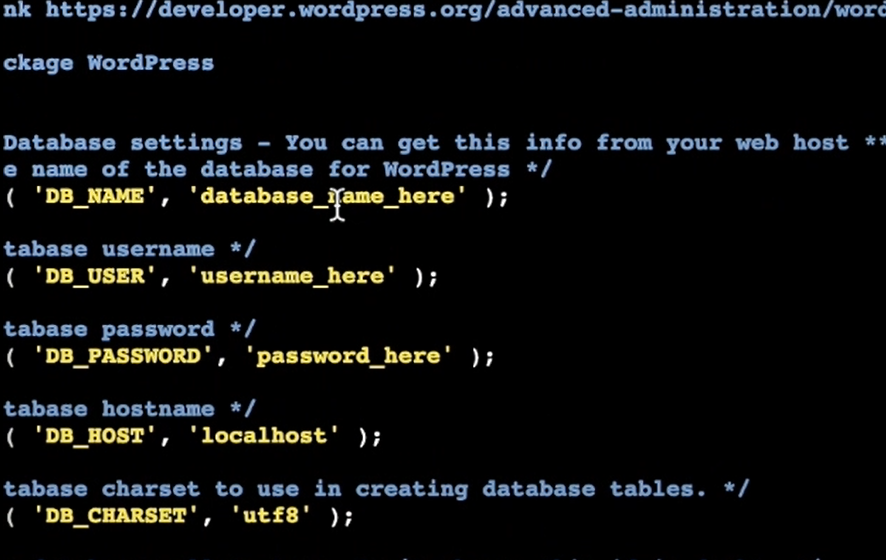 nk https://developer.wordpress.org/advanced-administration/word
ckage WordPress
Database settings - You can get this info from your web host **
e name of the database for WordPress */
( 'DB_NAME', 'database_name_here' );
tabase username */
( 'DB_USER', 'username_here' );
tabase password */
( 'DB_PASSWORD', 'password_here' );
tabase hostname */
( 'DB_HOST', 'localhost' );
tabase charset to use in creating database tables. */
( 'DB_CHARSET', 'utf8' );